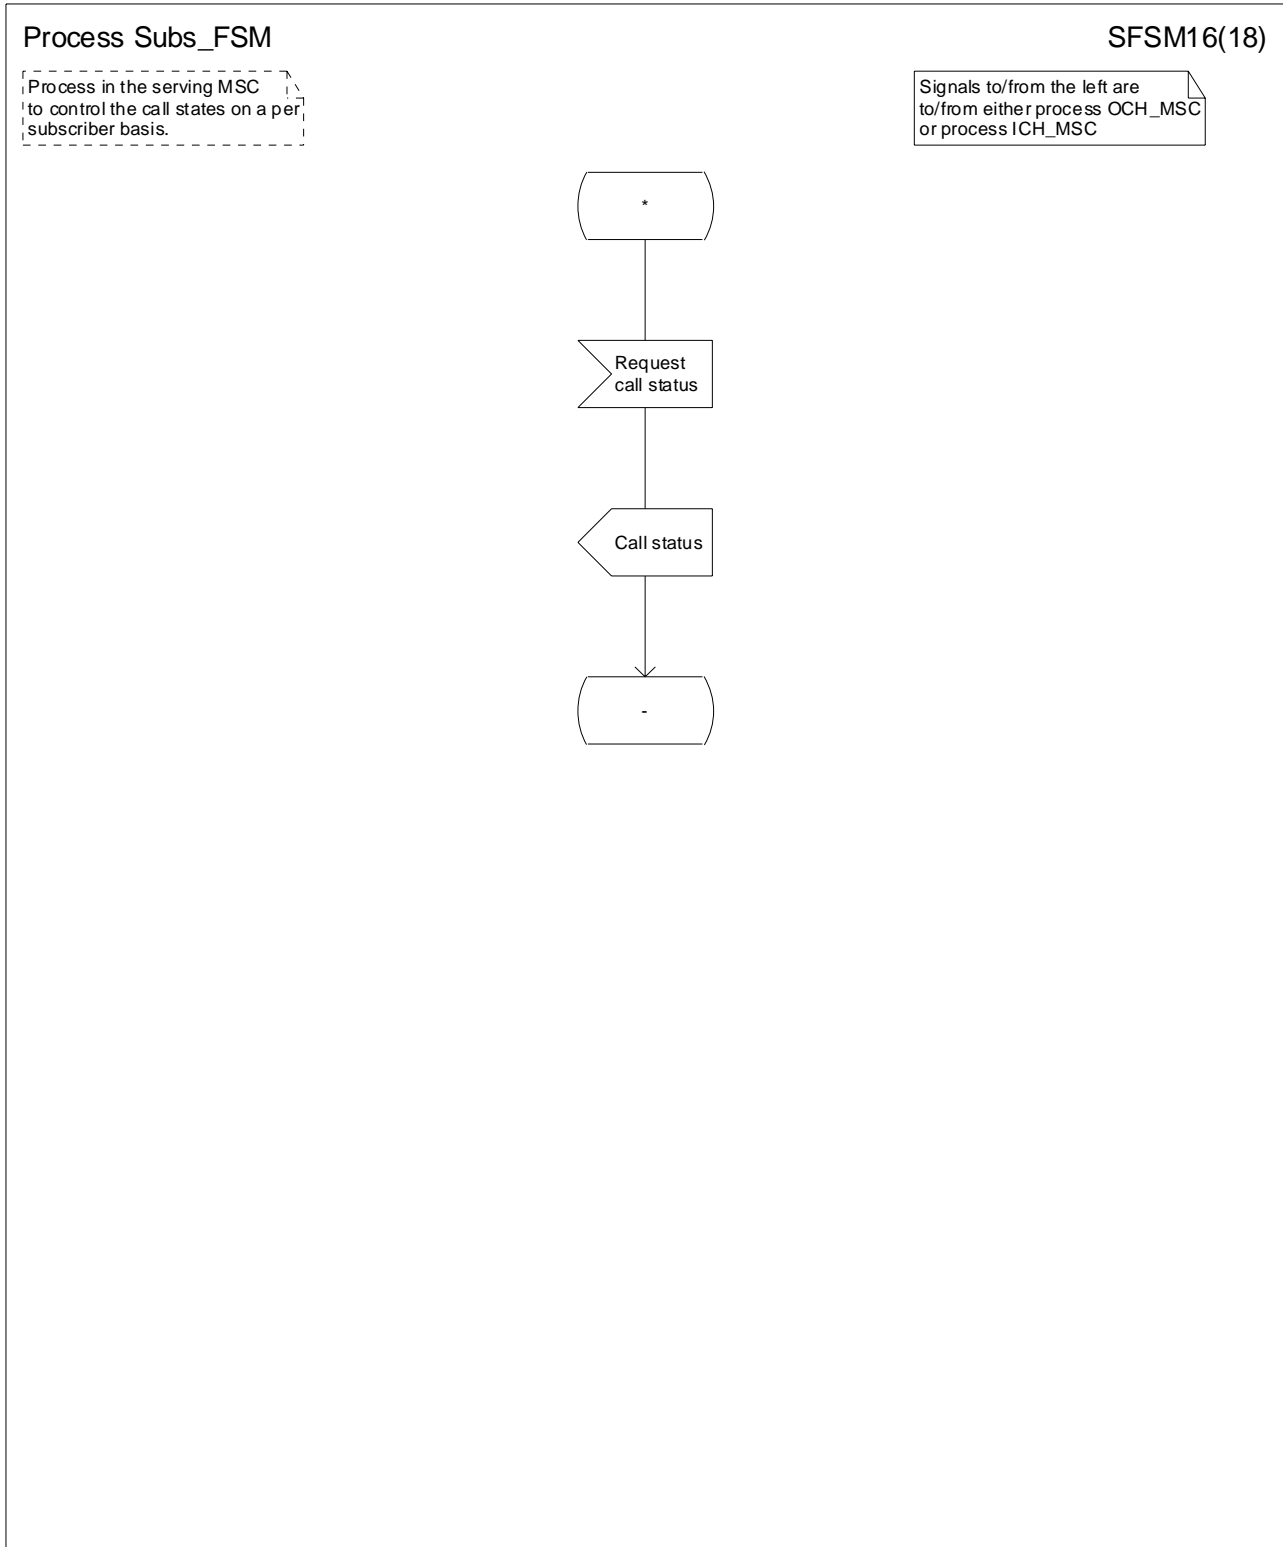 Process Subs_FSM
SFSM16(18)
Process in the serving MSC
to control the call states on a per
subscriber basis.
Signals to/from the left are
to/from either process OCH_MSC
or process ICH_MSC
*
Request
call status
Call status
-